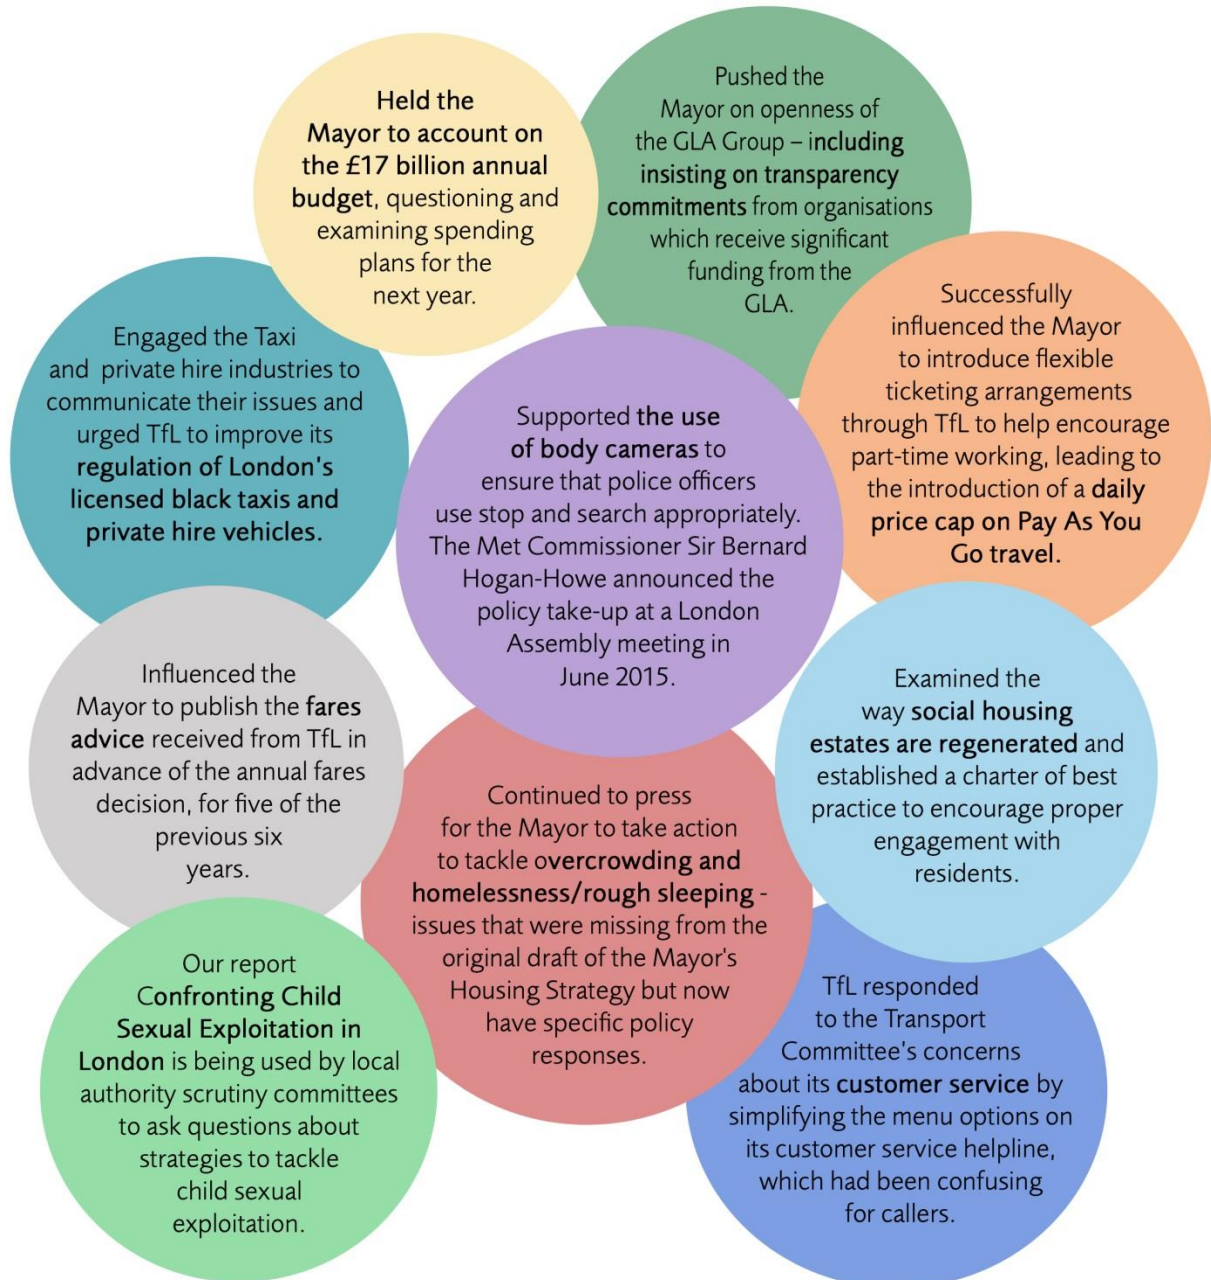 Held the
Mayor to account on
the £17 billion annual
budget, questioning and
examining spending
plans for the
next year.
Pushed the
Mayor on openness of
the GLA Group – including
insisting on transparency
commitments from organisations
which receive significant
funding from the
GLA.
Engaged the Taxi
and private hire industries to
communicate their issues and
urged TfL to improve its
regulation of London's
licensed black taxis and
private hire vehicles.
Supported the use
of body cameras to
ensure that police officers
use stop and search appropriately.
The Met Commissioner Sir Bernard
Hogan-Howe announced the
policy take-up at a London
Assembly meeting in
June 2015.
Successfully
influenced the Mayor
to introduce flexible
ticketing arrangements
through TfL to help encourage
part-time working, leading to
the introduction of a daily
price cap on Pay As You
Go travel.
Influenced the
Mayor to publish the fares
advice received from TfL in
advance of the annual fares
decision, for five of the
previous six
years.
Continued to press
for the Mayor to take action
to tackle overcrowding and
homelessness/rough sleeping -
issues that were missing from the
original draft of the Mayor's
Housing Strategy but now
have specific policy
responses.
Examined the
way social housing
estates are regenerated and
established a charter of best
practice to encourage proper
engagement with
residents.
Our report
Confronting Child
Sexual Exploitation in
London is being used by local
authority scrutiny committees
to ask questions about
strategies to tackle
child sexual
exploitation.
TfL responded
to the Transport
Committee's concerns
about its customer service by
simplifying the menu options on
its customer service helpline,
which had been confusing
for callers.